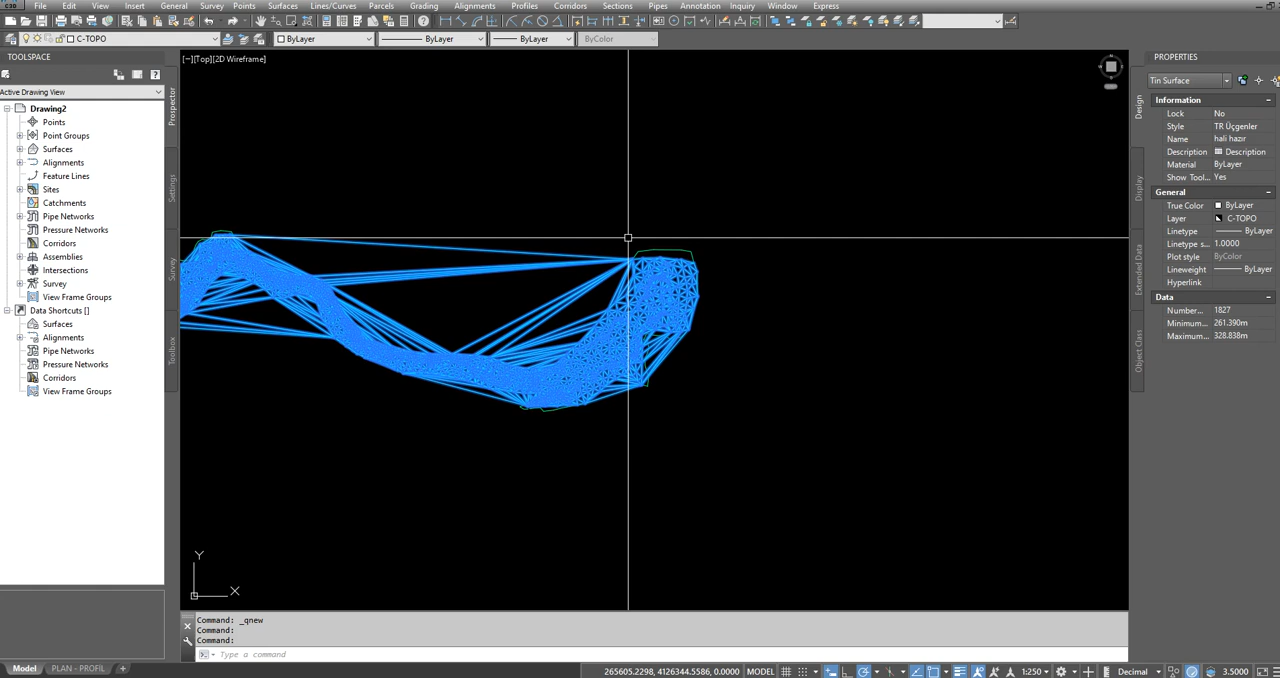 C3D
File Edit View Insert General Survey Points Surfaces Lines/Curves Parcels Grading Alignments Profiles Corridors Sections Pipes Annotation Inquiry Window Express
C-TOPO ByLayer ByLayer ByLayer ByColor
TOOLSPACE
Active Drawing View
Drawing2
Points
Point Groups
Surfaces
Alignments
Feature Lines
Sites
Catchments
Pipe Networks
Pressure Networks
Corridors
Assemblies
Intersections
Survey
View Frame Groups
Data Shortcuts []
Surfaces
Alignments
Pipe Networks
Pressure Networks
Corridors
View Frame Groups
Prospector
Settings
Survey
Toolbox
[−][Top][2D Wireframe]
Y
X
Command: _qnew
Command:
Command:
Type a command
Design
Display
Extended Data
Object Class
PROPERTIES
Tin Surface
Information
Lock No
Style TR Üçgenler
Name hali hazır
Description Description
Material ByLayer
Show Tool... Yes
General
True Color ByLayer
Layer C-TOPO
Linetype ByLayer
Linetype s... 1.0000
Plot style ByColor
Lineweight ByLayer
Hyperlink
Data
Number... 1827
Minimum... 261.390m
Maximum... 328.838m
Model PLAN - PROFİL +
265605.2298, 4126344.5586, 0.0000 MODEL 1:250 Decimal 3.5000